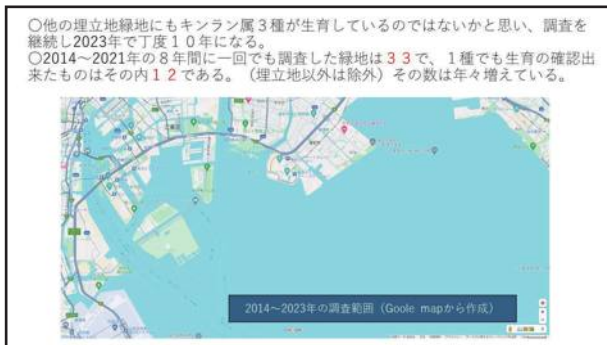 ○他の埋立地緑地にもキンラン属3種が生育しているのではないかと思い、調査を
継続し2023年で丁度10年になる。
○2014～2021年の8年間に一回でも調査した緑地は33で、1種でも生育の確認出
来たものはその内12である。（埋立地以外は除外）その数は年々増えている。
2014～2023年の調査範囲（Goole mapから作成）